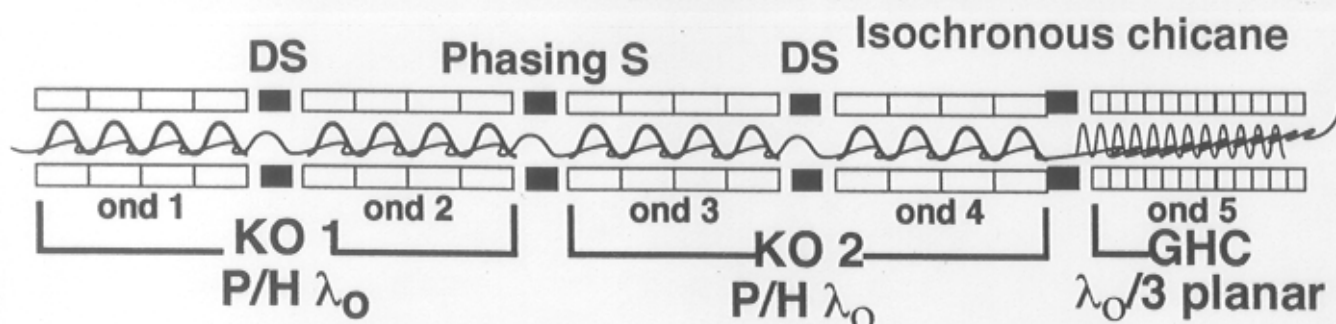 Isochronous chicane
DS Phasing S DS
ond 1 ond 2 ond 3 ond 4 ond 5
KO 1 KO 2 GHC
P/H λo P/H λo λo/3 planar